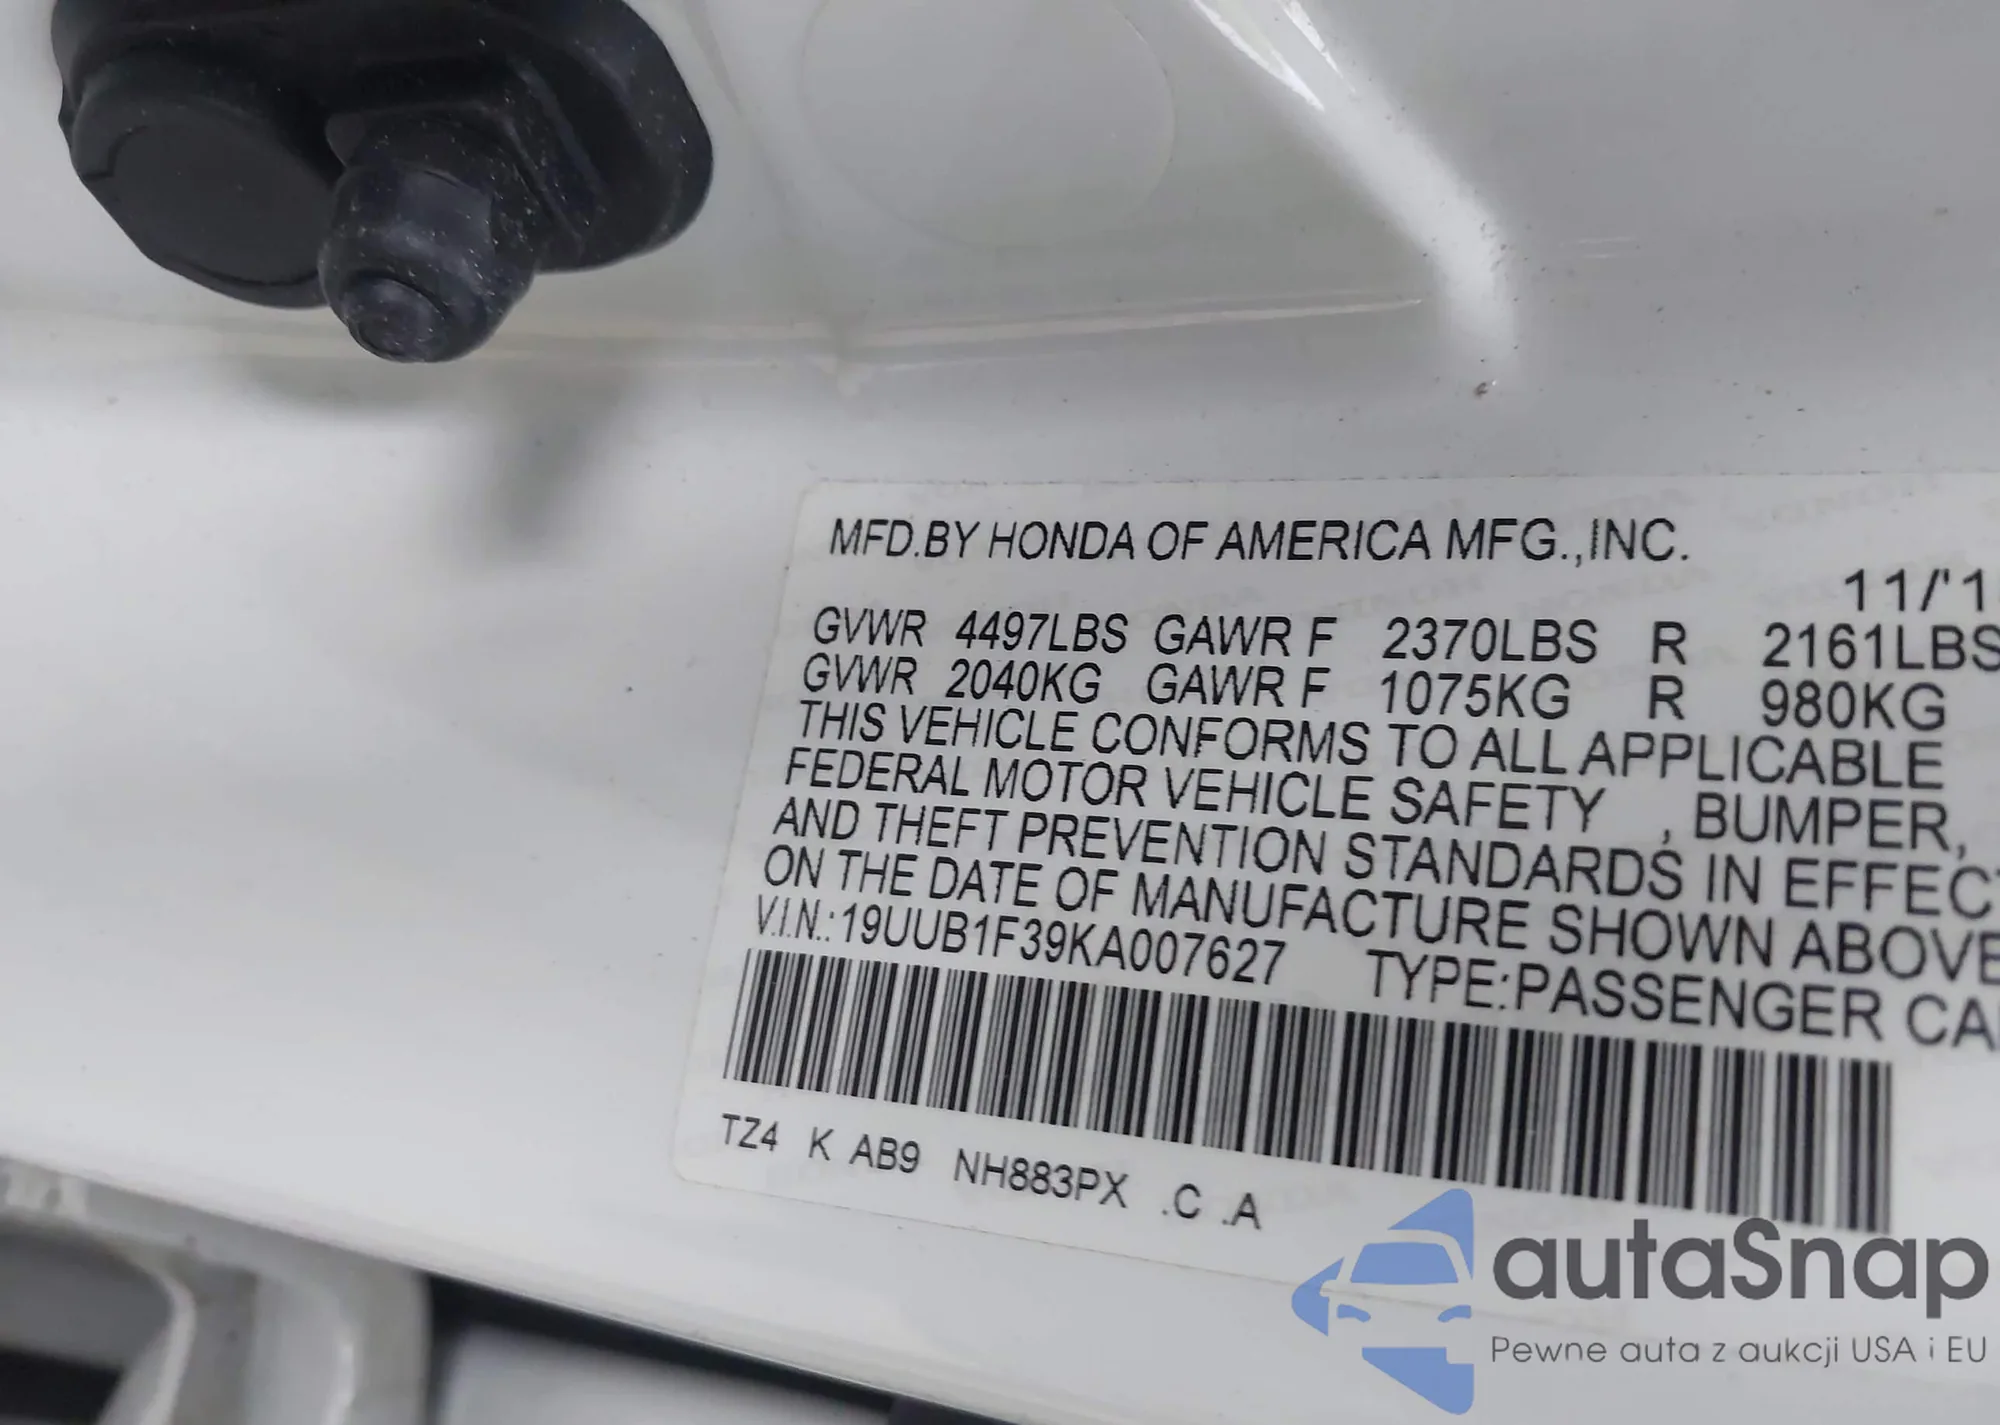 MFD.BY HONDA OF AMERICA MFG.,INC.
11/'1
GVWR 4497LBS GAWR F 2370LBS R 2161LBS
GVWR 2040KG GAWR F 1075KG R 980KG
THIS VEHICLE CONFORMS TO ALL APPLICABLE
FEDERAL MOTOR VEHICLE SAFETY , BUMPER,
AND THEFT PREVENTION STANDARDS IN EFFECT
ON THE DATE OF MANUFACTURE SHOWN ABOVE
V.I.N.:19UUB1F39KA007627 TYPE:PASSENGER CA
TZ4 K AB9 NH883PX .C .A
autaSnap
Pewne auta z aukcji USA i EU